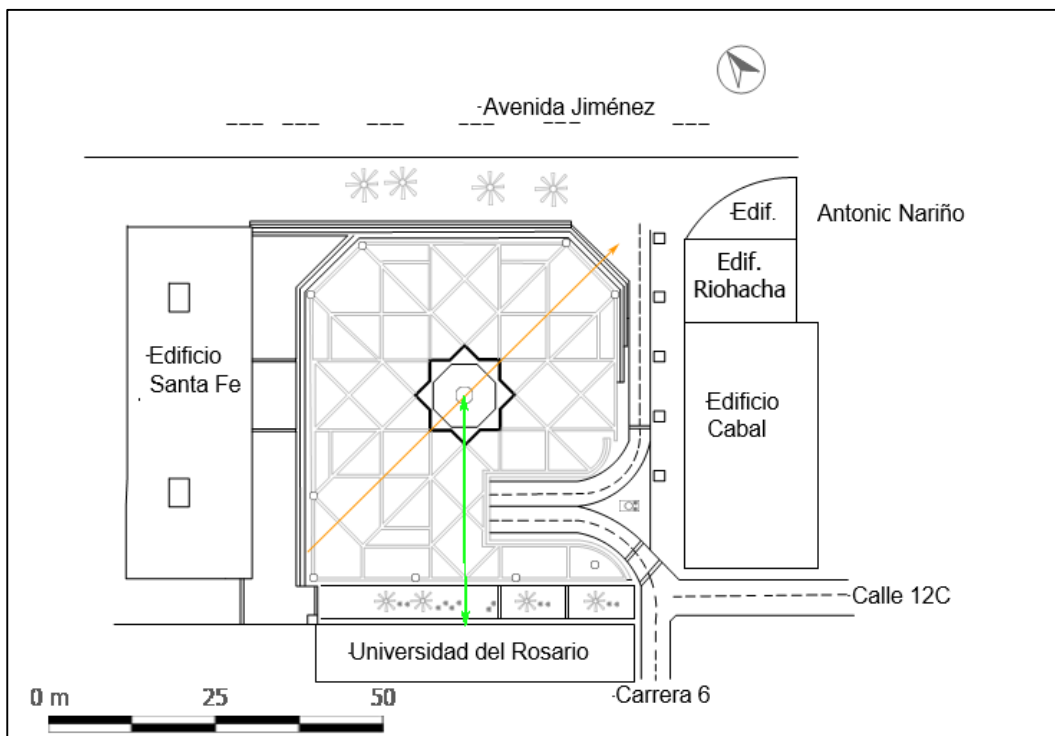 -Avenida Jiménez
-Edif.
Antonic Nariño
Edif.
Riohacha
-Edificio
Santa Fe
-Edificio
Cabal
-Calle 12C
-Universidad del Rosario
-Carrera 6
0 m 25 50